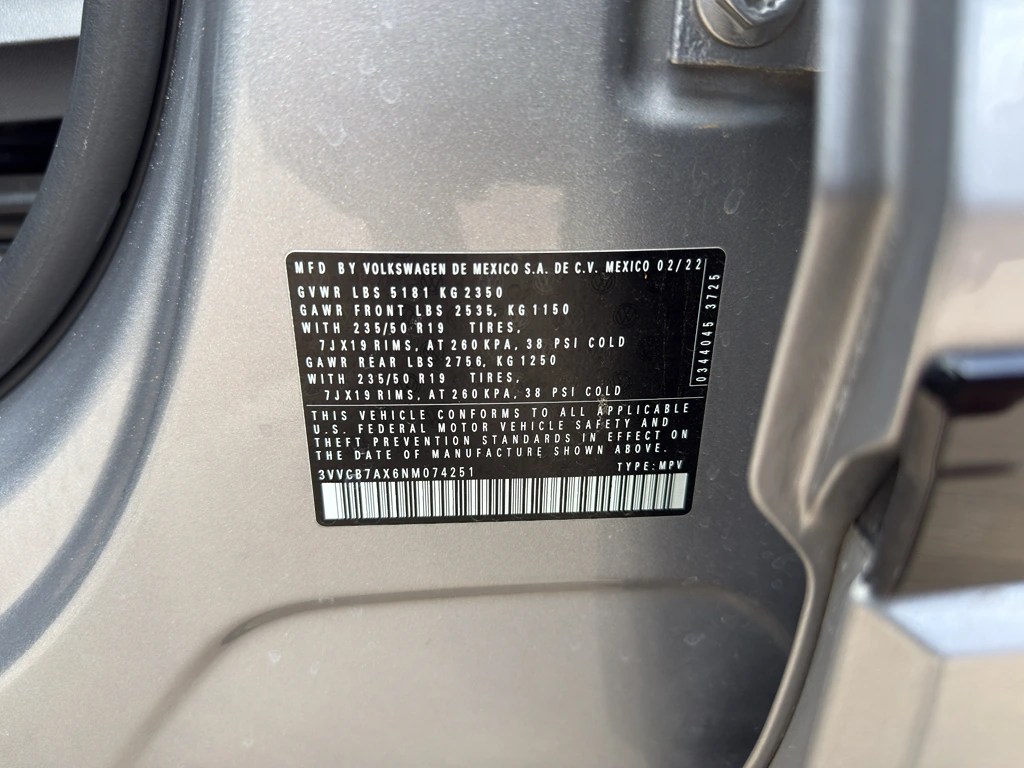 MFD BY VOLKSWAGEN DE MEXICO S.A. DE C.V. MEXICO 02/22
GVWR LBS 5181 KG 2350
GAWR FRONT LBS 2535, KG 1150
WITH 235/50 R19 TIRES,
7JX19 RIMS, AT 260 KPA, 38 PSI COLD
GAWR REAR LBS 2756, KG 1250
WITH 235/50 R19 TIRES,
7JX19 RIMS, AT 260 KPA, 38 PSI COLD
0344045 3725
THIS VEHICLE CONFORMS TO ALL APPLICABLE
U.S. FEDERAL MOTOR VEHICLE SAFETY AND
THEFT PREVENTION STANDARDS IN EFFECT ON
THE DATE OF MANUFACTURE SHOWN ABOVE.
3VVCB7AX6NM074251 TYPE: MPV